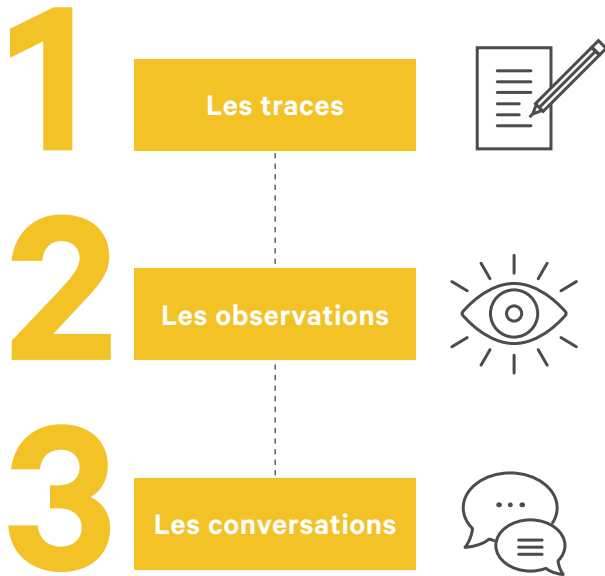 1
Les traces
2
Les observations
3
Les conversations